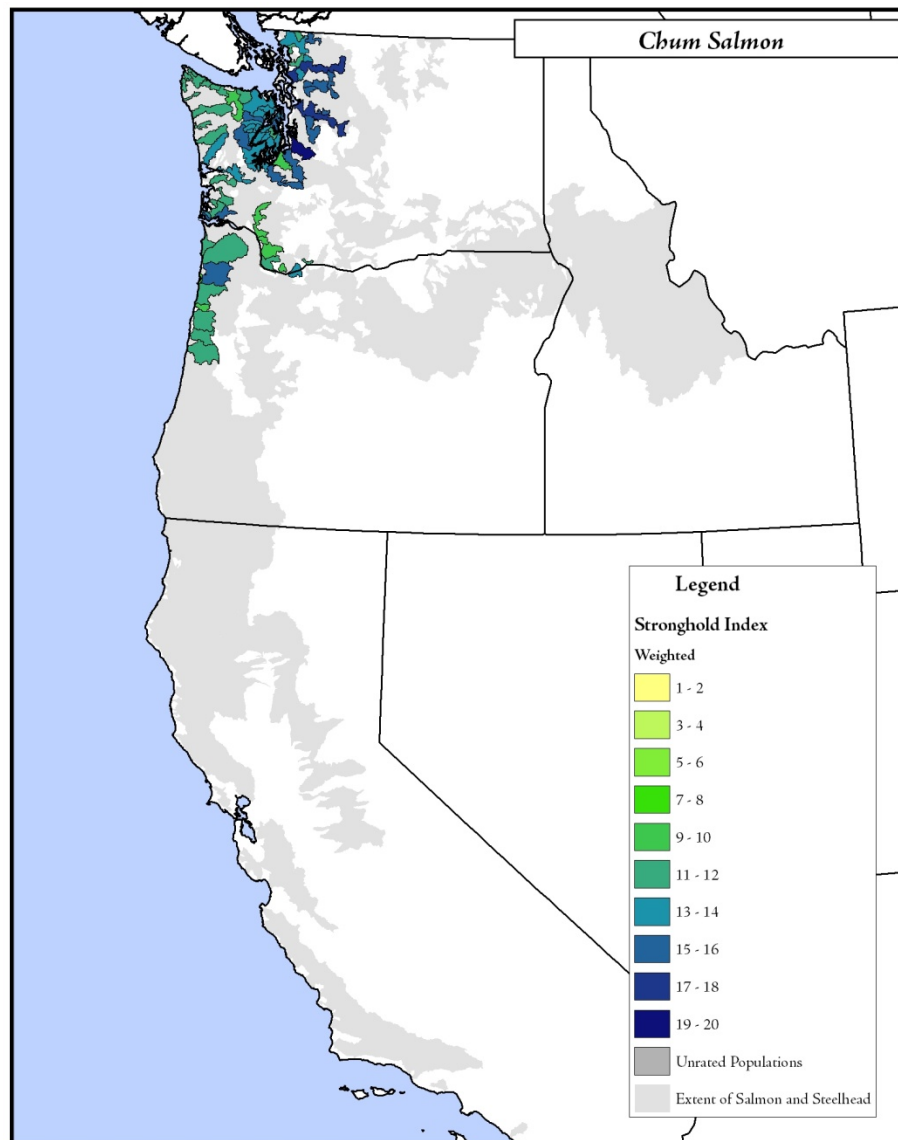 Chum Salmon
Legend
Stronghold Index
Weighted
1 - 2
3 - 4
5 - 6
7 - 8
9 - 10
11 - 12
13 - 14
15 - 16
17 - 18
19 - 20
Unrated Populations
Extent of Salmon and Steelhead